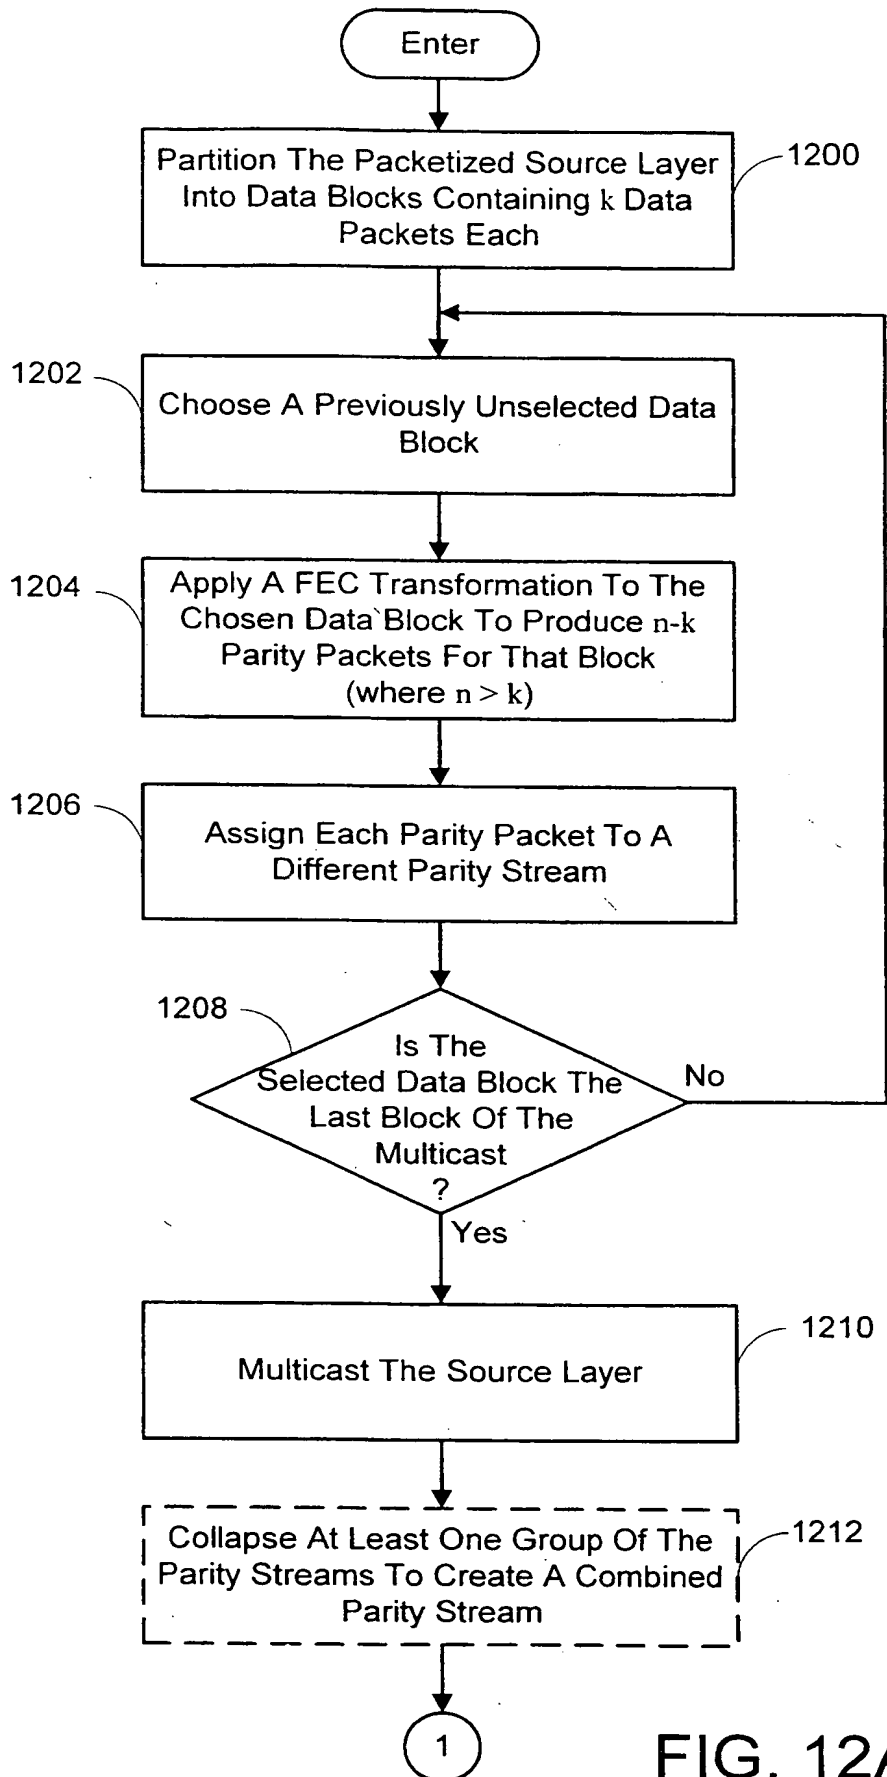 Enter
Partition The Packetized Source Layer
Into Data Blocks Containing k Data
Packets Each
1200
1202
Choose A Previously Unselected Data
Block
1204
Apply A FEC Transformation To The
Chosen Data Block To Produce n-k
Parity Packets For That Block
(where n > k)
1206
Assign Each Parity Packet To A
Different Parity Stream
1208
Is The
Selected Data Block The
Last Block Of The
Multicast
?
No
Yes
Multicast The Source Layer
1210
Collapse At Least One Group Of The
Parity Streams To Create A Combined
Parity Stream
1212
1
FIG. 12A